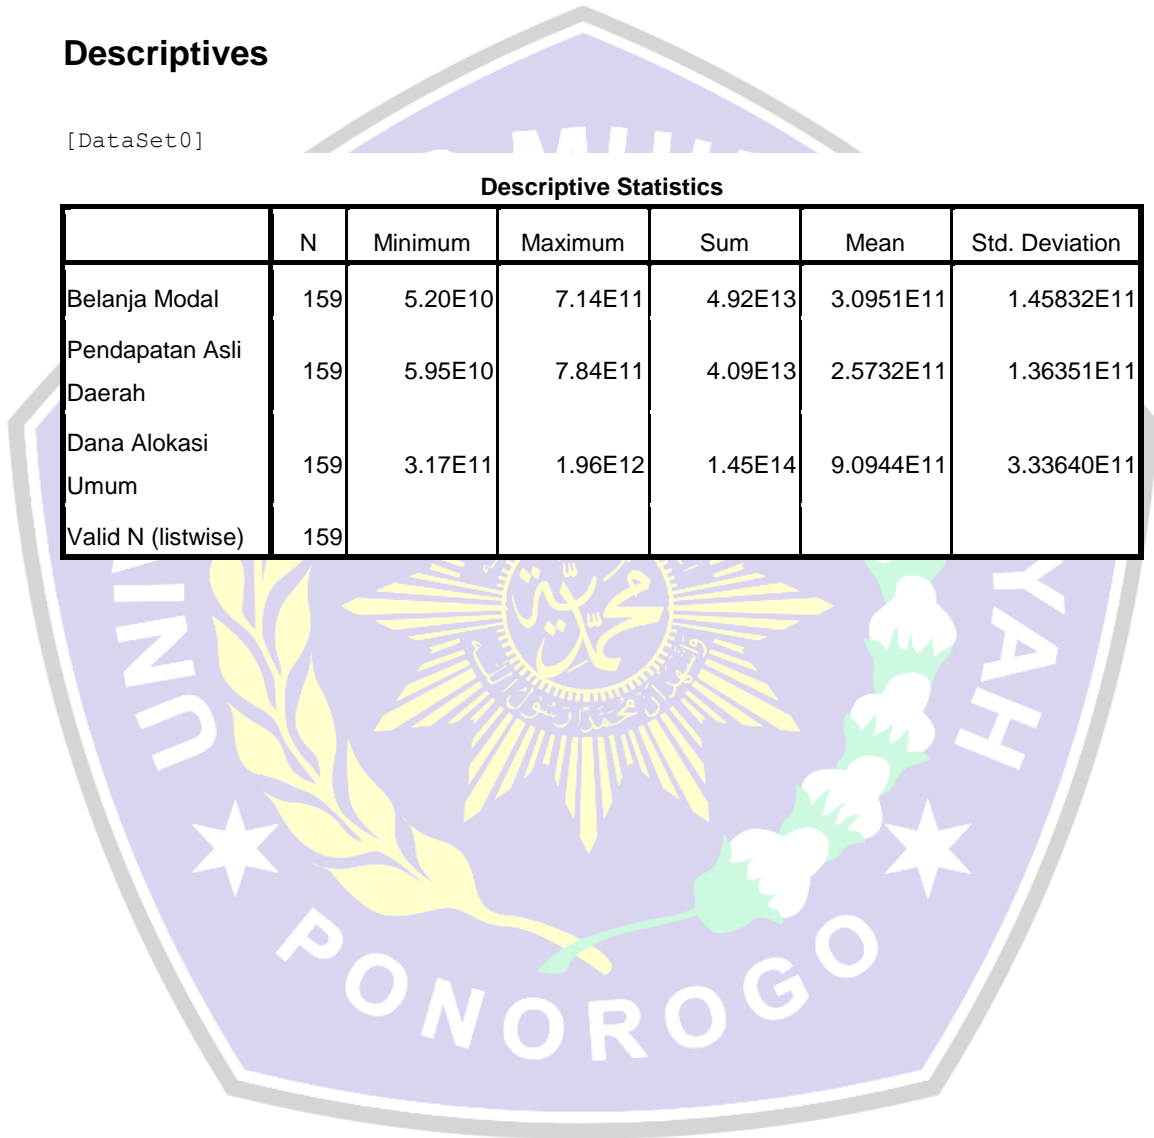 Descriptives
[DataSet0]
Descriptive Statistics
N Minimum Maximum Sum Mean Std. Deviation
Belanja Modal 159 5.20E10 7.14E11 4.92E13 3.0951E11 1.45832E11
Pendapatan Asli
Daerah 159 5.95E10 7.84E11 4.09E13 2.5732E11 1.36351E11
Dana Alokasi
Umum 159 3.17E11 1.96E12 1.45E14 9.0944E11 3.33640E11
Valid N (listwise) 159
محمد
PONOROGO